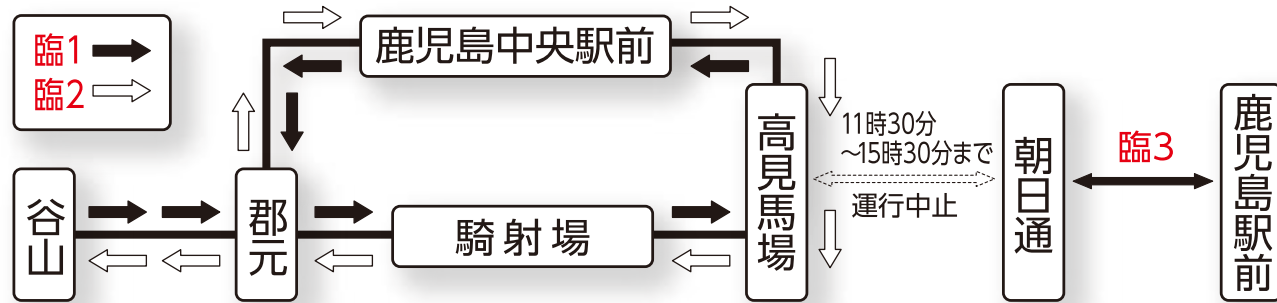 臨1
臨2
鹿児島中央駅前
谷山
郡元
騎射場
高見馬場
11時30分
～15時30分まで
運行中止
朝日通
臨3
鹿児島駅前